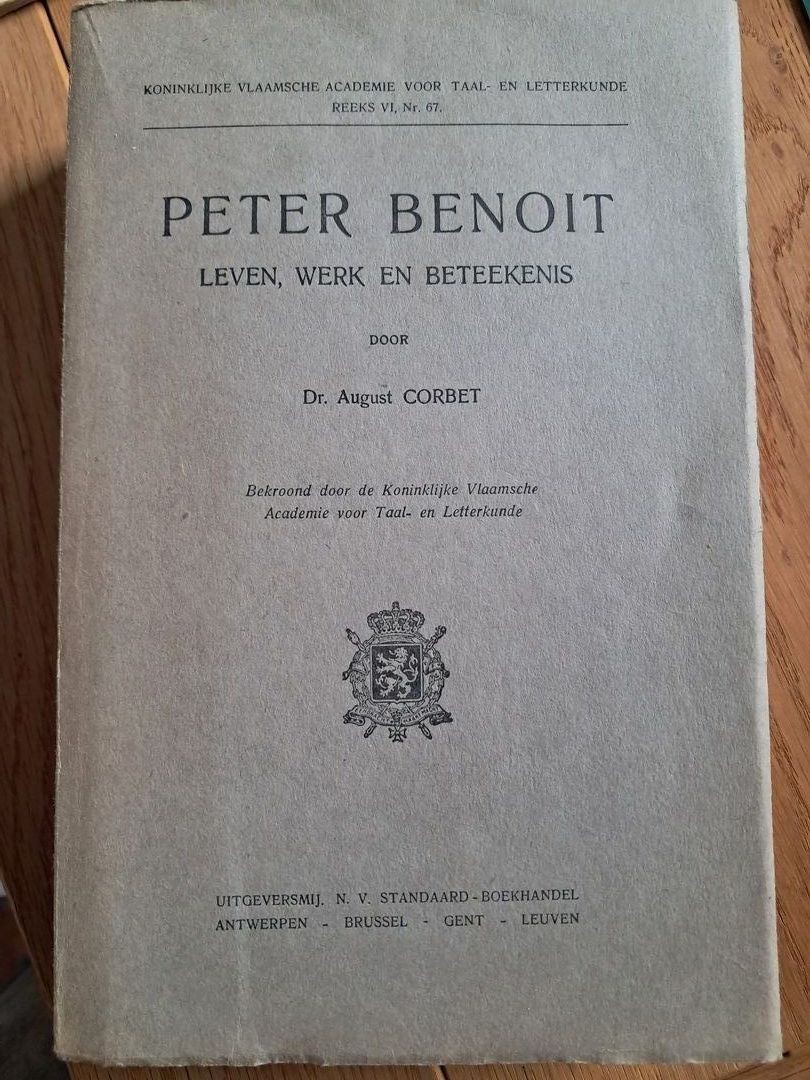 KONINKLIJKE VLAAMSCHE ACADEMIE VOOR TAAL- EN LETTERKUNDE
REEKS VI, Nr. 67.
PETER BENOIT
LEVEN, WERK EN BETEEKENIS
DOOR
Dr. August CORBET
Bekroond door de Koninklijke Vlaamsche
Academie voor Taal- en Letterkunde
UITGEVERSMIJ. N. V. STANDAARD-BOEKHANDEL
ANTWERPEN - BRUSSEL - GENT - LEUVEN